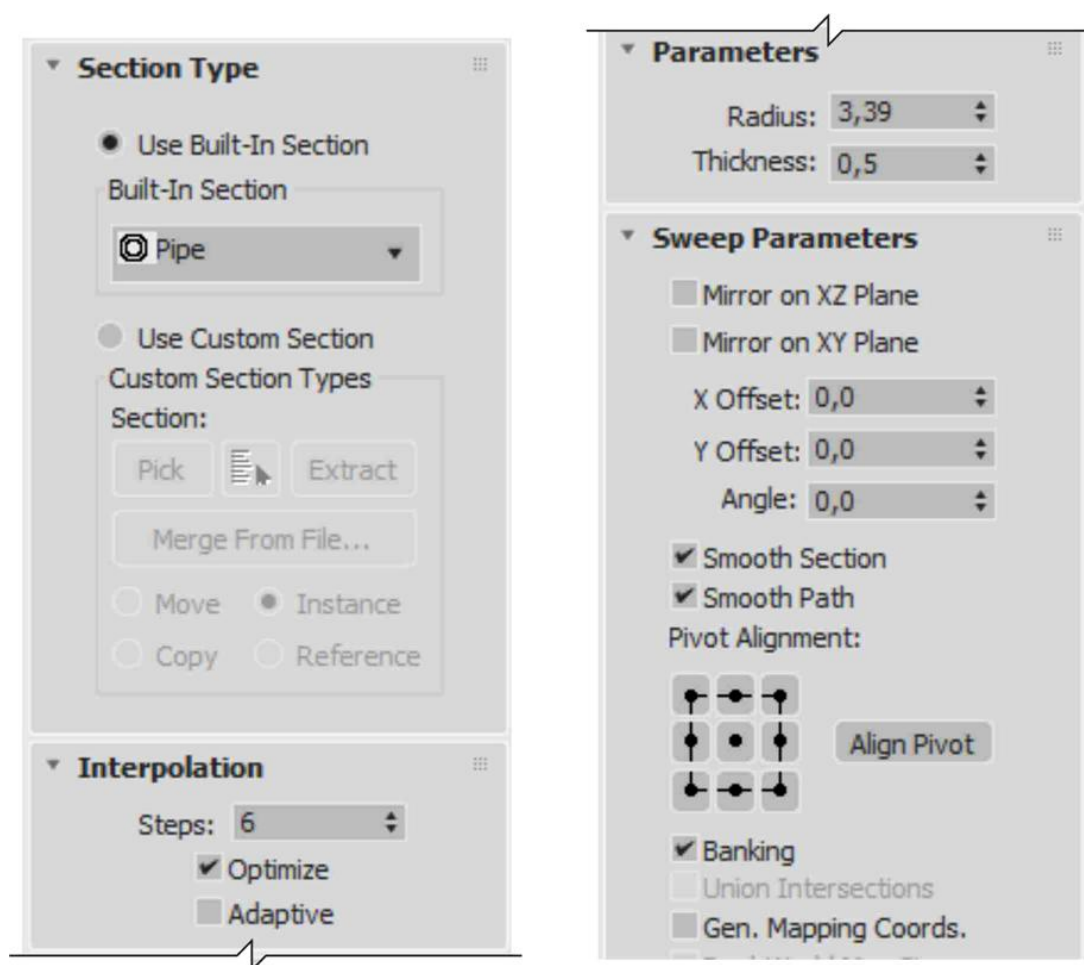 Section Type
Use Built-In Section
Built-In Section
Pipe
Use Custom Section
Custom Section Types
Section:
Pick Extract
Merge From File...
Move Instance
Copy Reference
Interpolation
Steps: 6
Optimize
Adaptive
Parameters
Radius: 3,39
Thickness: 0,5
Sweep Parameters
Mirror on XZ Plane
Mirror on XY Plane
X Offset: 0,0
Y Offset: 0,0
Angle: 0,0
Smooth Section
Smooth Path
Pivot Alignment:
Align Pivot
Banking
Union Intersections
Gen. Mapping Coords.